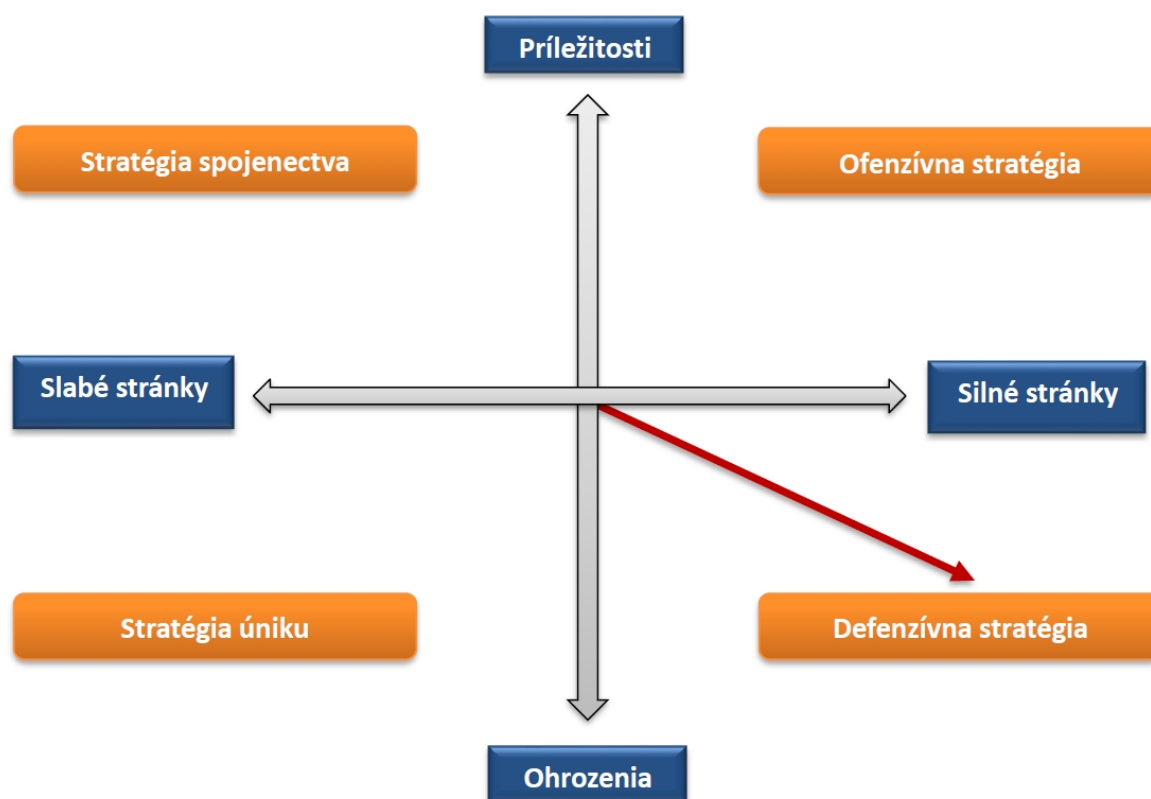 Príležitosti
Stratégia spojenectva
Ofenzívna stratégia
Slabé stránky
Silné stránky
Stratégia úniku
Defenzívna stratégia
Ohrozenia